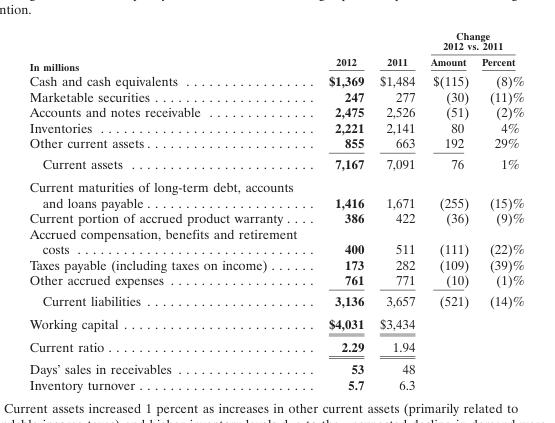 ntion.
Change
2012 vs. 2011
In millions 2012 2011 Amount Percent
Cash and cash equivalents . . . . . . . . . . . . . . . . . $1,369 $1,484 $(115) (8)%
Marketable securities . . . . . . . . . . . . . . . . . . . . . 247 277 (30) (11)%
Accounts and notes receivable . . . . . . . . . . . . . . 2,475 2,526 (51) (2)%
Inventories . . . . . . . . . . . . . . . . . . . . . . . . . . . . 2,221 2,141 80 4%
Other current assets . . . . . . . . . . . . . . . . . . . . . . 855 663 192 29%
Current assets . . . . . . . . . . . . . . . . . . . . . . . . 7,167 7,091 76 1%
Current maturities of long-term debt, accounts
and loans payable . . . . . . . . . . . . . . . . . . . . . 1,416 1,671 (255) (15)%
Current portion of accrued product warranty . . . . 386 422 (36) (9)%
Accrued compensation, benefits and retirement
costs . . . . . . . . . . . . . . . . . . . . . . . . . . . . . . . 400 511 (111) (22)%
Taxes payable (including taxes on income) . . . . . . 173 282 (109) (39)%
Other accrued expenses . . . . . . . . . . . . . . . . . . . 761 771 (10) (1)%
Current liabilities . . . . . . . . . . . . . . . . . . . . . . 3,136 3,657 (521) (14)%
Working capital . . . . . . . . . . . . . . . . . . . . . . . . . $4,031 $3,434
Current ratio . . . . . . . . . . . . . . . . . . . . . . . . . . . 2.29 1.94
Days' sales in receivables . . . . . . . . . . . . . . . . . . 53 48
Inventory turnover . . . . . . . . . . . . . . . . . . . . . . . 5.7 6.3
Current assets increased 1 percent as increases in other current assets (primarily related to